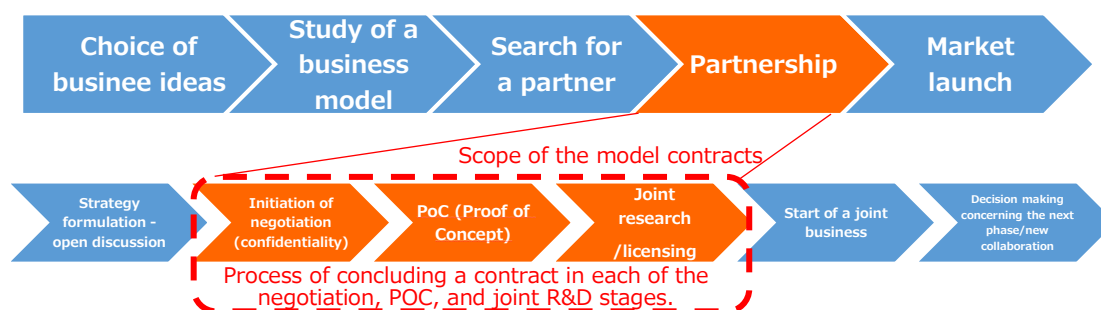 Choice of
businee ideas
Study of a
business
model
Search for
a partner
Partnership
Market
launch
Scope of the model contracts
Strategy
formulation -
open discussion
Initiation of
negotiation
(confidentiality)
PoC (Proof of
Concept)
Joint
research
/licensing
Start of a joint
business
Decision making
concerning the next
phase/new
collaboration
Process of concluding a contract in each of the
negotiation, POC, and joint R&D stages.